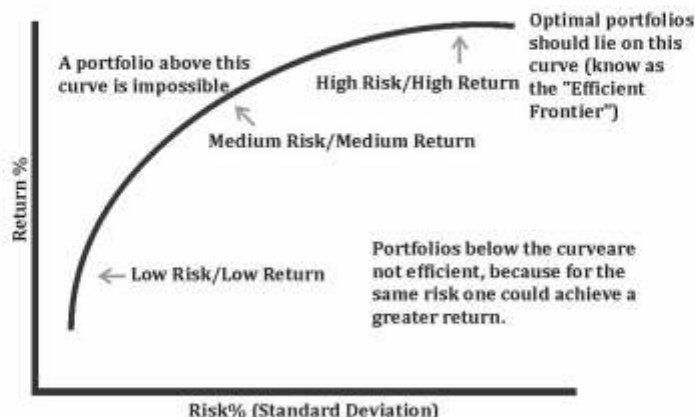 A portfolio above this
curve is impossible
Optimal portfolios
should lie on this
curve (know as
the "Efficient
Frontier")
High Risk/High Return
Medium Risk/Medium Return
Low Risk/Low Return
Portfolios below the curveare
not efficient, because for the
same risk one could achieve a
greater return.
Return %
Risk% (Standard Deviation)